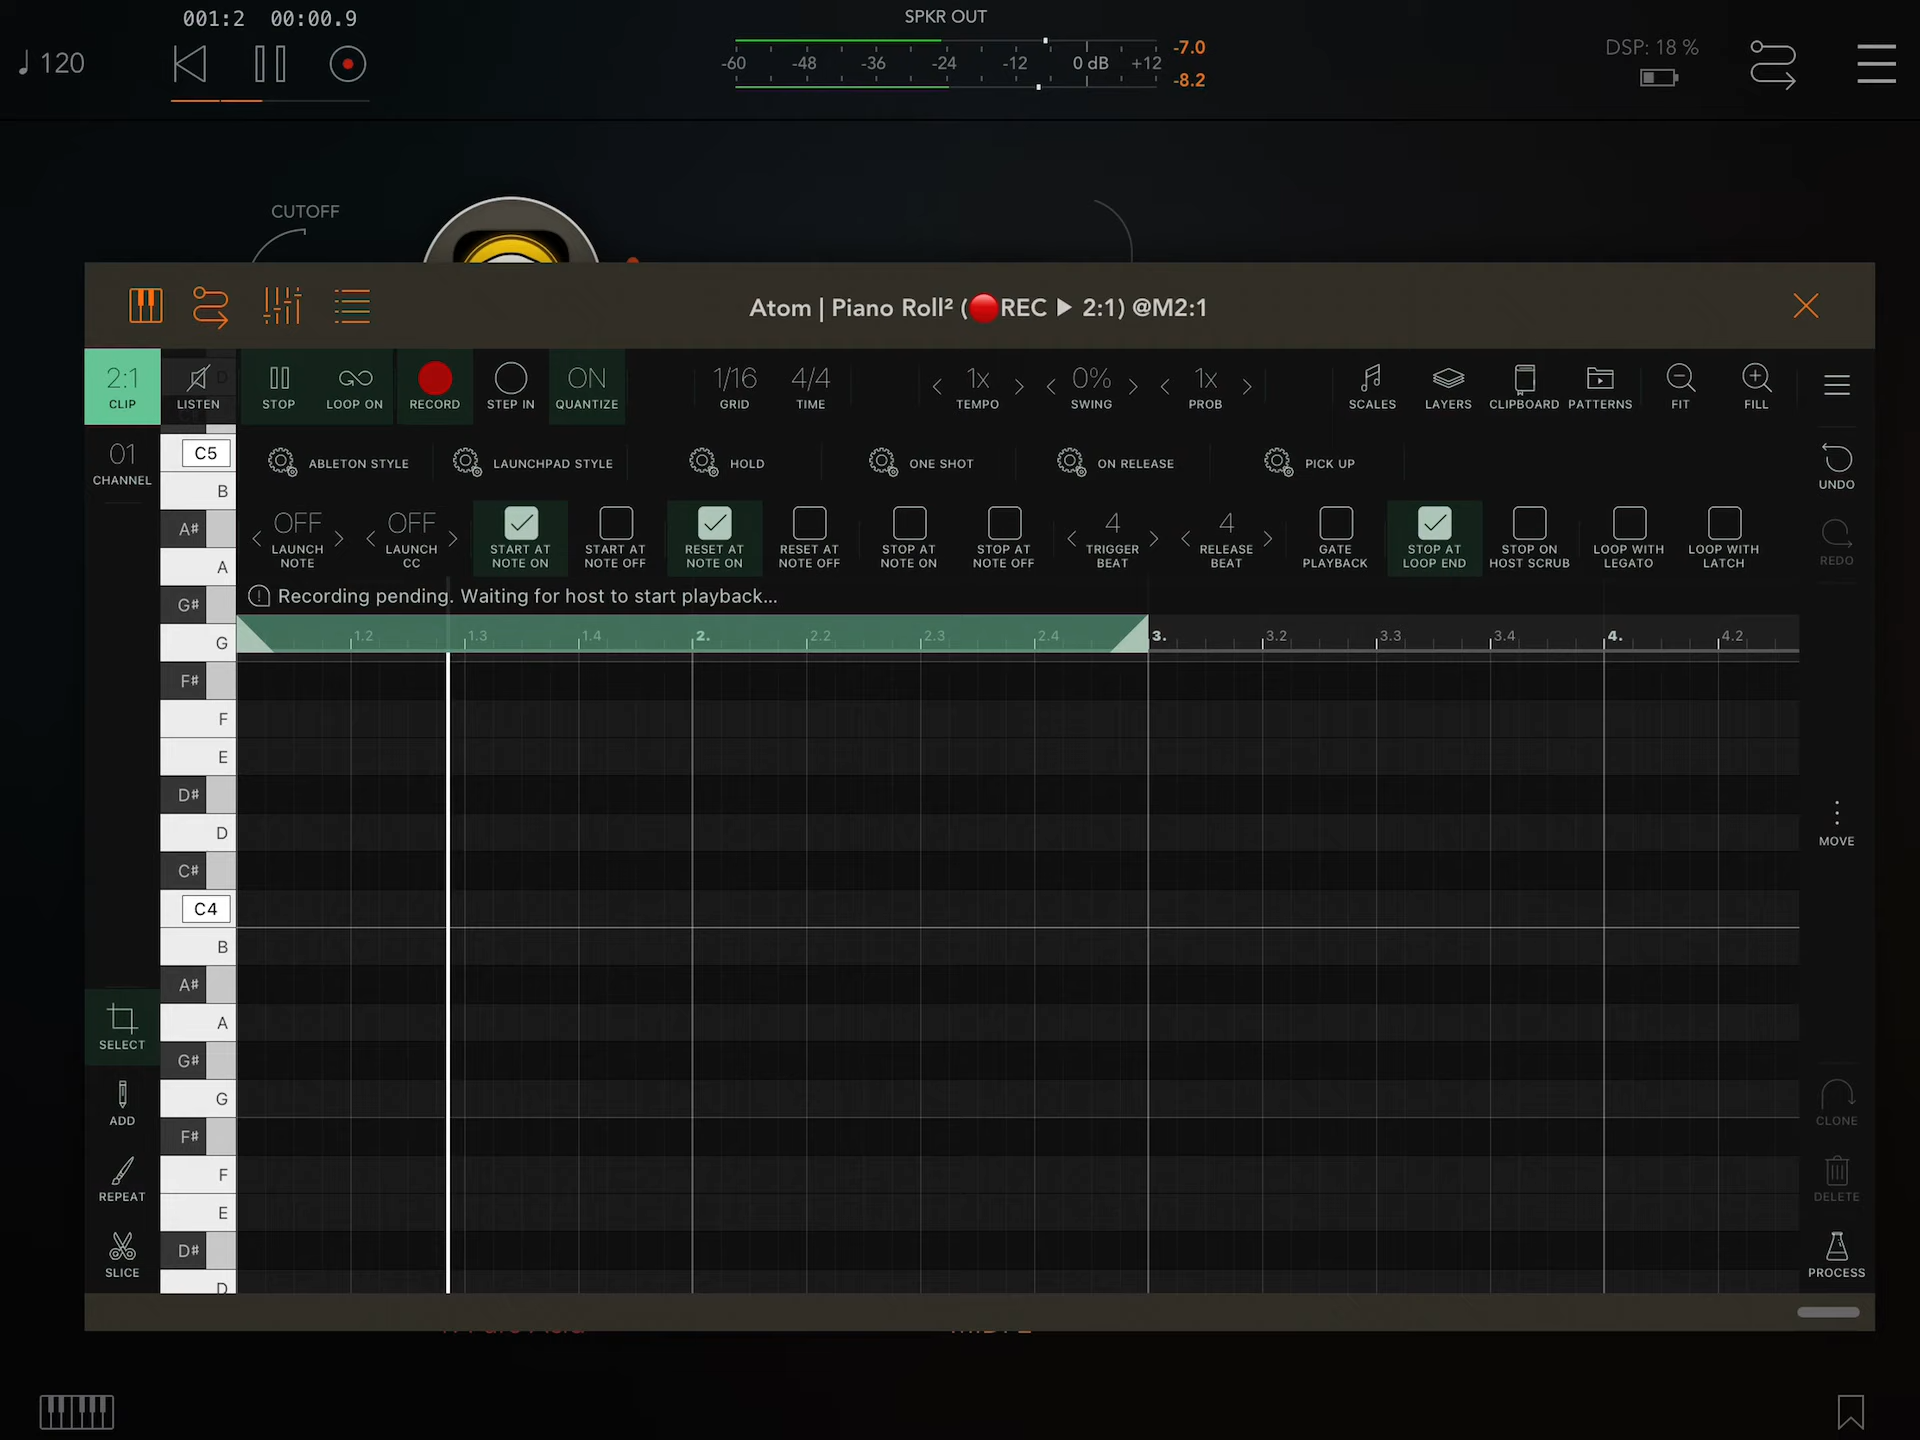 001:2 00:00.9
♩ 120
SPKR OUT
-60 -48 -36 -24 -12 0 dB +12
-7.0
-8.2
DSP: 18 %
CUTOFF
Atom | Piano Roll² (🔴REC ▶ 2:1) @M2:1
2:1
CLIP
LISTEN
STOP
LOOP ON
RECORD
STEP IN
ON
QUANTIZE
1/16
GRID
4/4
TIME
< 1x >
TEMPO
< 0% >
SWING
< 1x >
PROB
SCALES
LAYERS
CLIPBOARD
PATTERNS
FIT
FILL
01
CHANNEL
ABLETON STYLE
LAUNCHPAD STYLE
HOLD
ONE SHOT
ON RELEASE
PICK UP
UNDO
REDO
< OFF >
LAUNCH
NOTE
< OFF >
LAUNCH
CC
START AT
NOTE ON
START AT
NOTE OFF
RESET AT
NOTE ON
RESET AT
NOTE OFF
STOP AT
NOTE ON
STOP AT
NOTE OFF
< 4 >
TRIGGER
BEAT
< 4 >
RELEASE
BEAT
GATE
PLAYBACK
STOP AT
LOOP END
STOP ON
HOST SCRUB
LOOP WITH
LEGATO
LOOP WITH
LATCH
Recording pending. Waiting for host to start playback...
1.2 1.3 1.4 2. 2.2 2.3 2.4 3. 3.2 3.3 3.4 4. 4.2
D
C5
B
A#
A
G#
G
F#
F
E
D#
D
C#
C4
B
A#
A
G#
G
F#
F
E
D#
D
MOVE
SELECT
ADD
REPEAT
SLICE
CLONE
DELETE
PROCESS